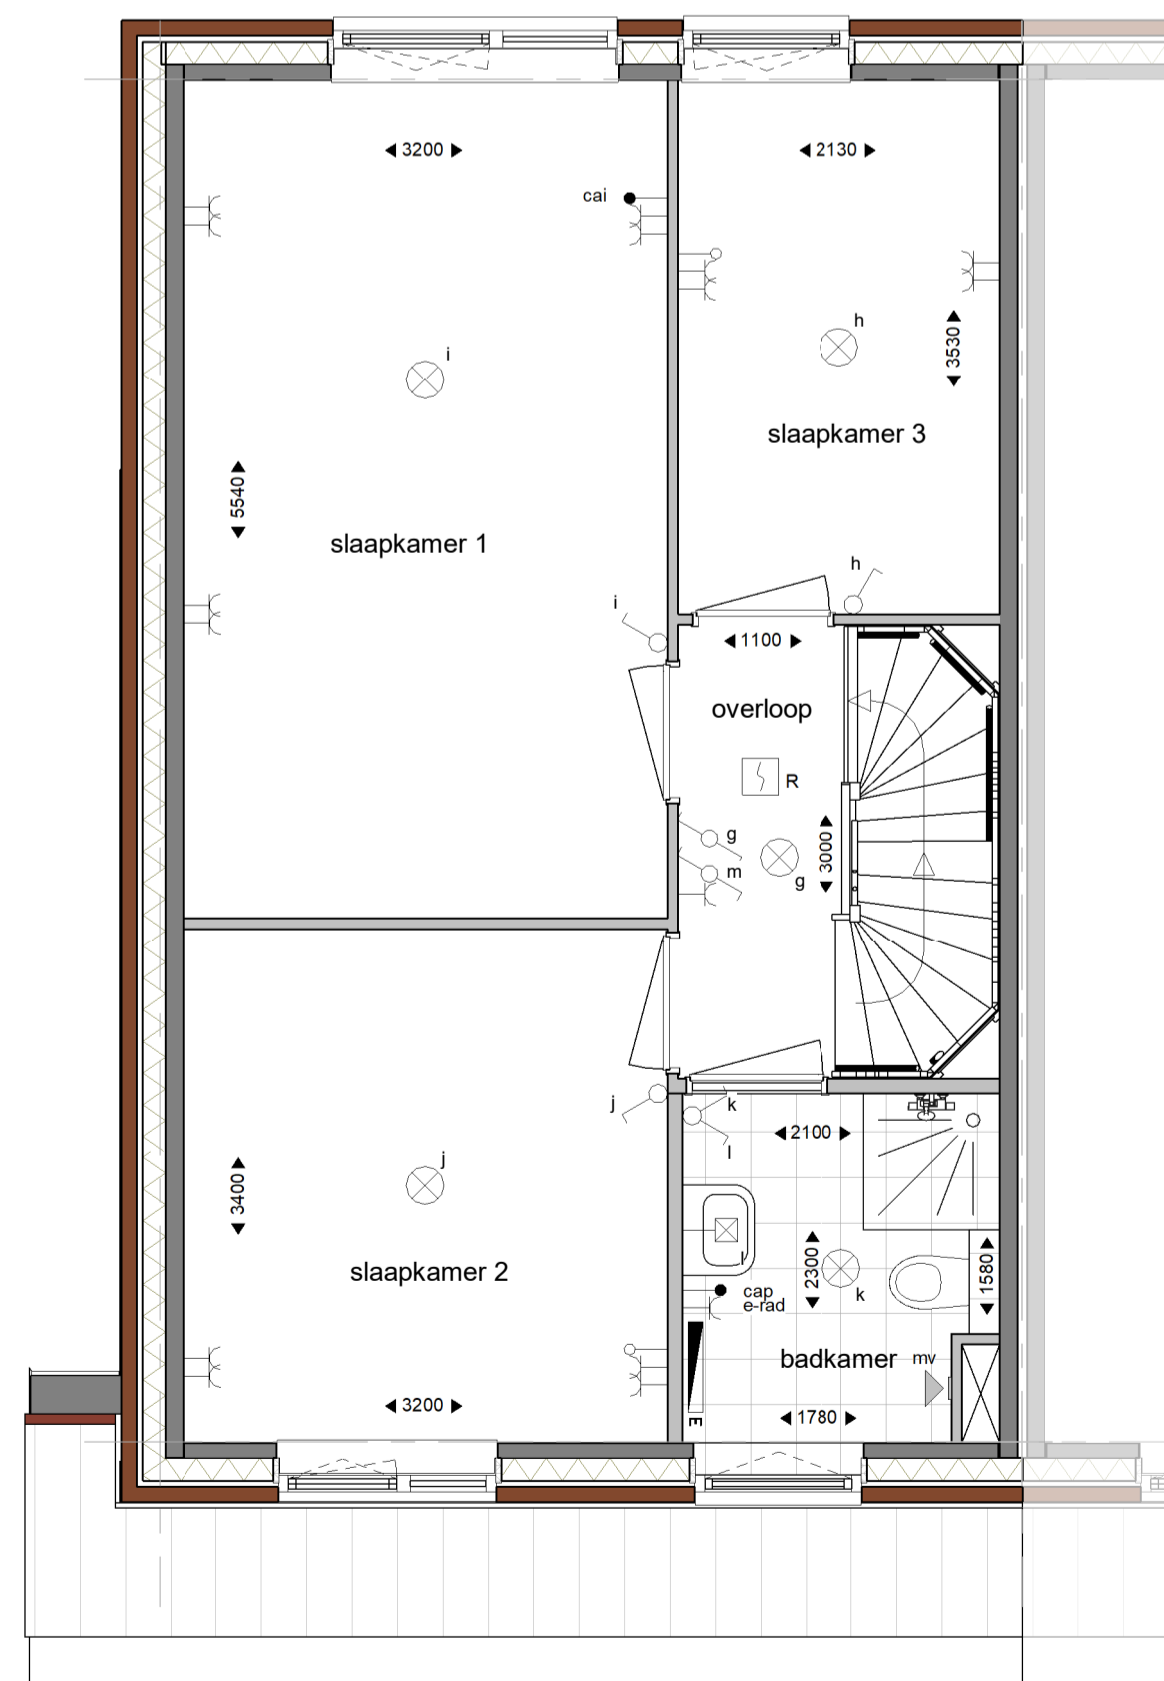 3200
2130
cai
h
3530
i
slaapkamer 3
5540
slaapkamer 1
h
i
1100
overloop
R
g
3000
m
g
j
k
2100
l
j
3400
slaapkamer 2
l
2300
1580
cap
k
e-rad
badkamer
mv
3200
1780
E